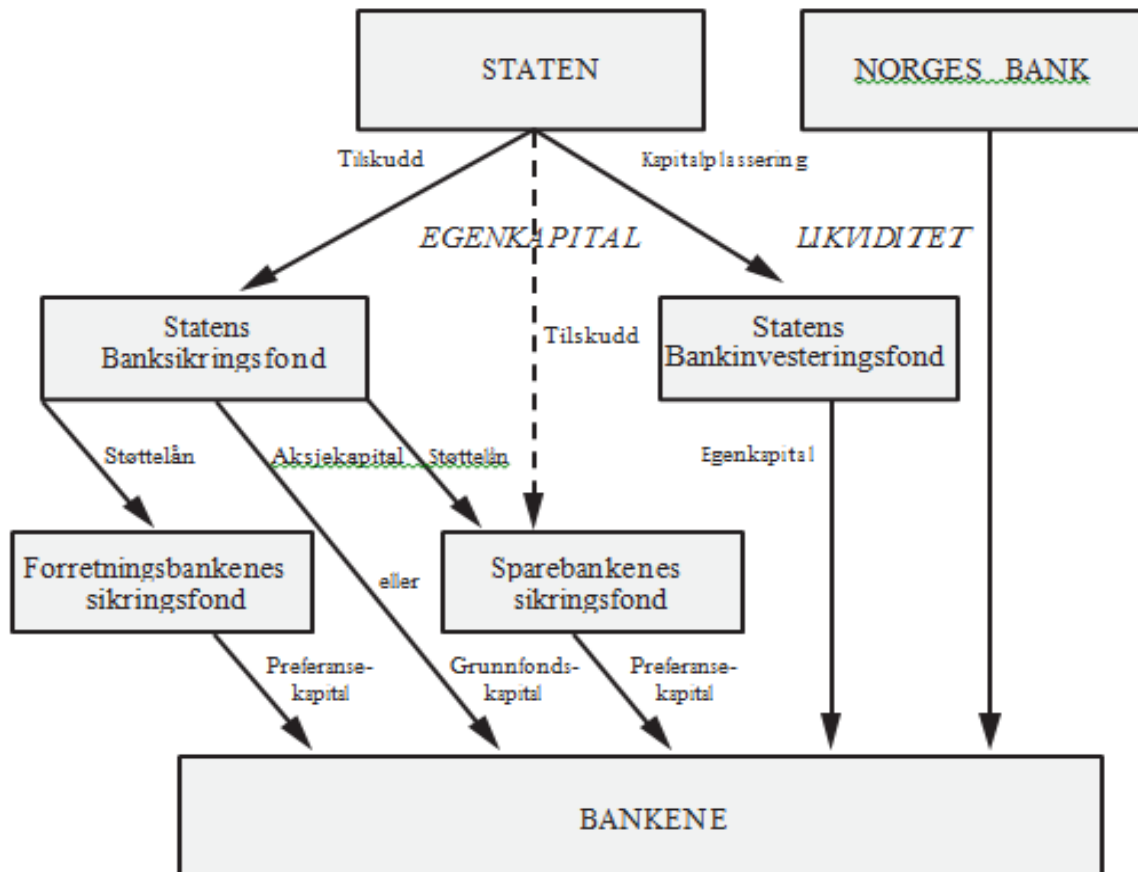 STATEN
NORGES BANK
Tilskudd
Kapitalplassering
EGENKAPITAL
LIKVIDITET
Statens
Banksikringsfond
Tilskudd
Statens
Bankinvesteringsfond
Støttelån
Aksjekapital
Støttelån
Egenkapital
Forretningsbankenes
sikringsfond
eller
Sparebankenes
sikringsfond
Preferanse-
kapital
Grunnfonds-
kapital
Preferanse-
kapital
BANKENE